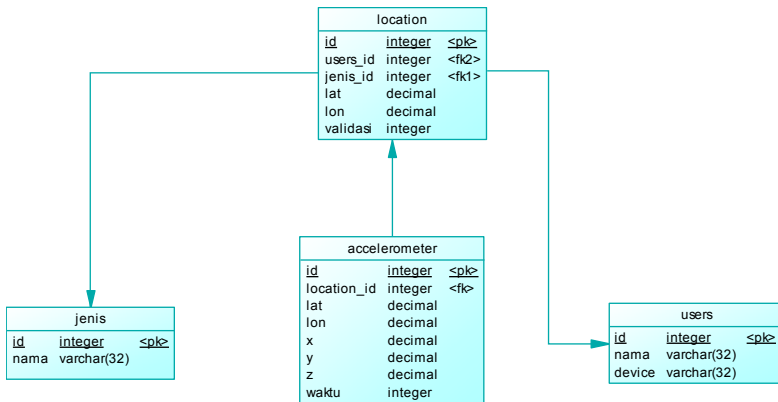 location
id integer <pk>
users_id integer <fk2>
jenis_id integer <fk1>
lat decimal
lon decimal
validasi integer
accelerometer
id integer <pk>
location_id integer <fk>
lat decimal
lon decimal
x decimal
y decimal
z decimal
waktu integer
jenis
id integer <pk>
nama varchar(32)
users
id integer <pk>
nama varchar(32)
device varchar(32)